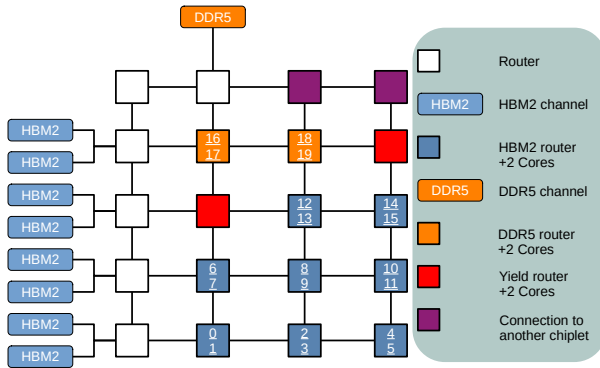 DDR5
Router
HBM2
HBM2 channel
HBM2
16
17
18
19
HBM2
HBM2 router
+2 Cores
HBM2
12
13
14
15
DDR5
DDR5 channel
HBM2
DDR5 router
+2 Cores
HBM2
6
7
8
9
10
11
Yield router
+2 Cores
HBM2
HBM2
0
1
2
3
4
5
Connection to
another chiplet
HBM2